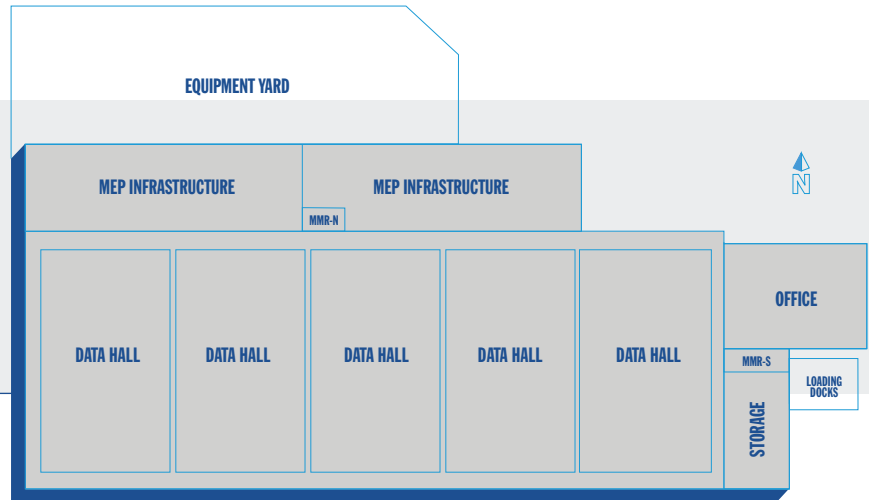 EQUIPMENT YARD
MEP INFRASTRUCTURE
MEP INFRASTRUCTURE
N
MMR-N
OFFICE
DATA HALL
DATA HALL
DATA HALL
DATA HALL
DATA HALL
MMR-S
LOADING
DOCKS
STORAGE